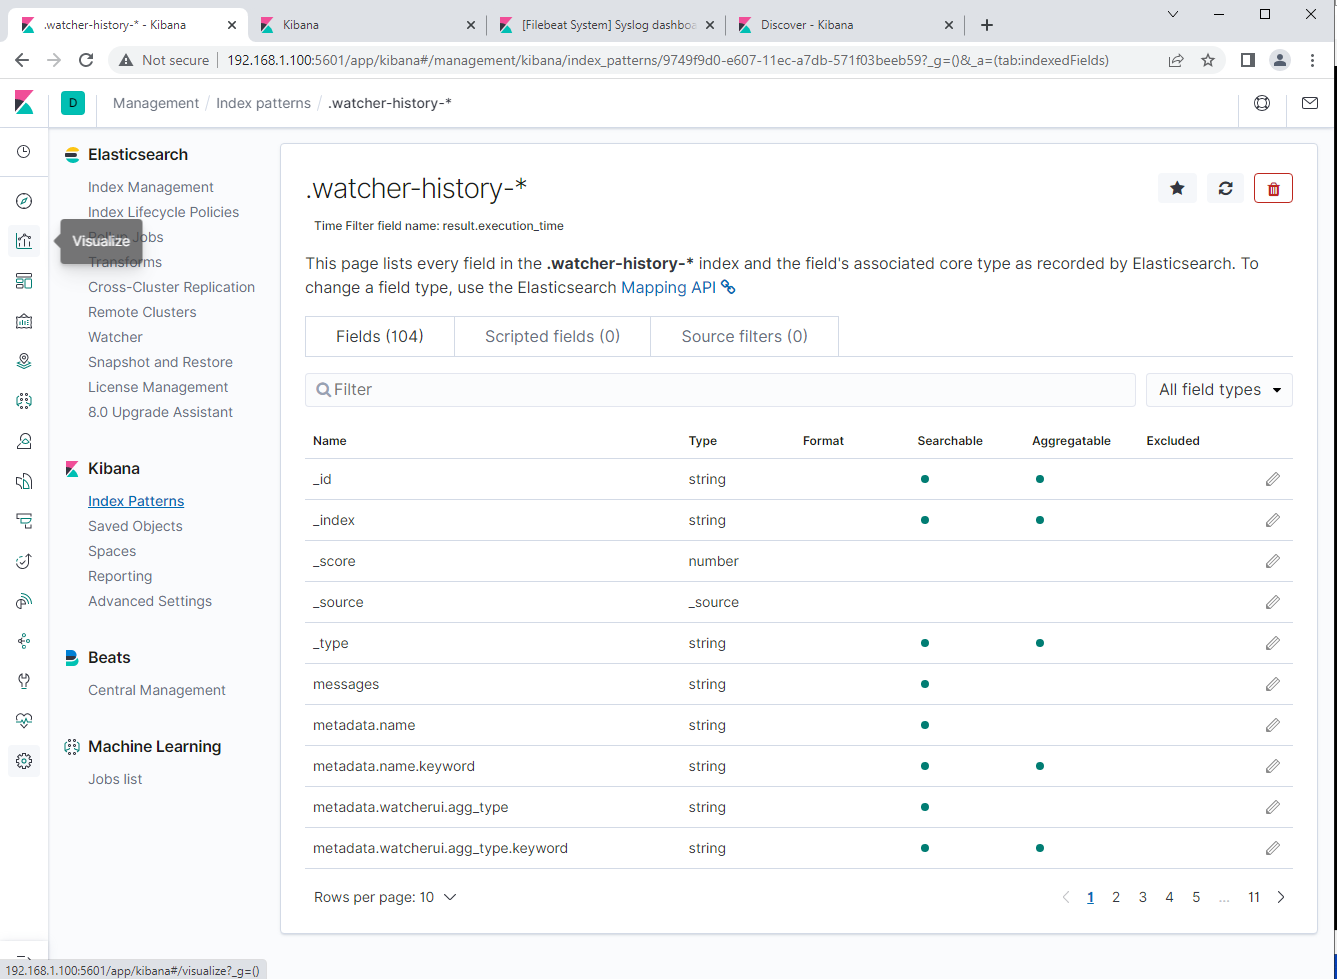 .watcher-history-* - Kibana
Kibana
[Filebeat System] Syslog dashboa
Discover - Kibana
Not secure
192.168.1.100:5601/app/kibana#/management/kibana/index_patterns/9749f9d0-e607-11ec-a7db-571f03beeb59?_g=()&_a=(tab:indexedFields)
D
Management / Index patterns / .watcher-history-*
Elasticsearch
Index Management
Index Lifecycle Policies
Rollup Jobs
Visualize
Transforms
Cross-Cluster Replication
Remote Clusters
Watcher
Snapshot and Restore
License Management
8.0 Upgrade Assistant
Kibana
Index Patterns
Saved Objects
Spaces
Reporting
Advanced Settings
Beats
Central Management
Machine Learning
Jobs list
.watcher-history-*
Time Filter field name: result.execution_time
This page lists every field in the .watcher-history-* index and the field's associated core type as recorded by Elasticsearch. To
change a field type, use the Elasticsearch Mapping API
Fields (104)
Scripted fields (0)
Source filters (0)
Filter
All field types
Name Type Format Searchable Aggregatable Excluded
_id string
_index string
_score number
_source _source
_type string
messages string
metadata.name string
metadata.name.keyword string
metadata.watcherui.agg_type string
metadata.watcherui.agg_type.keyword string
Rows per page: 10
1 2 3 4 5 ... 11
192.168.1.100:5601/app/kibana#/visualize?_g=()